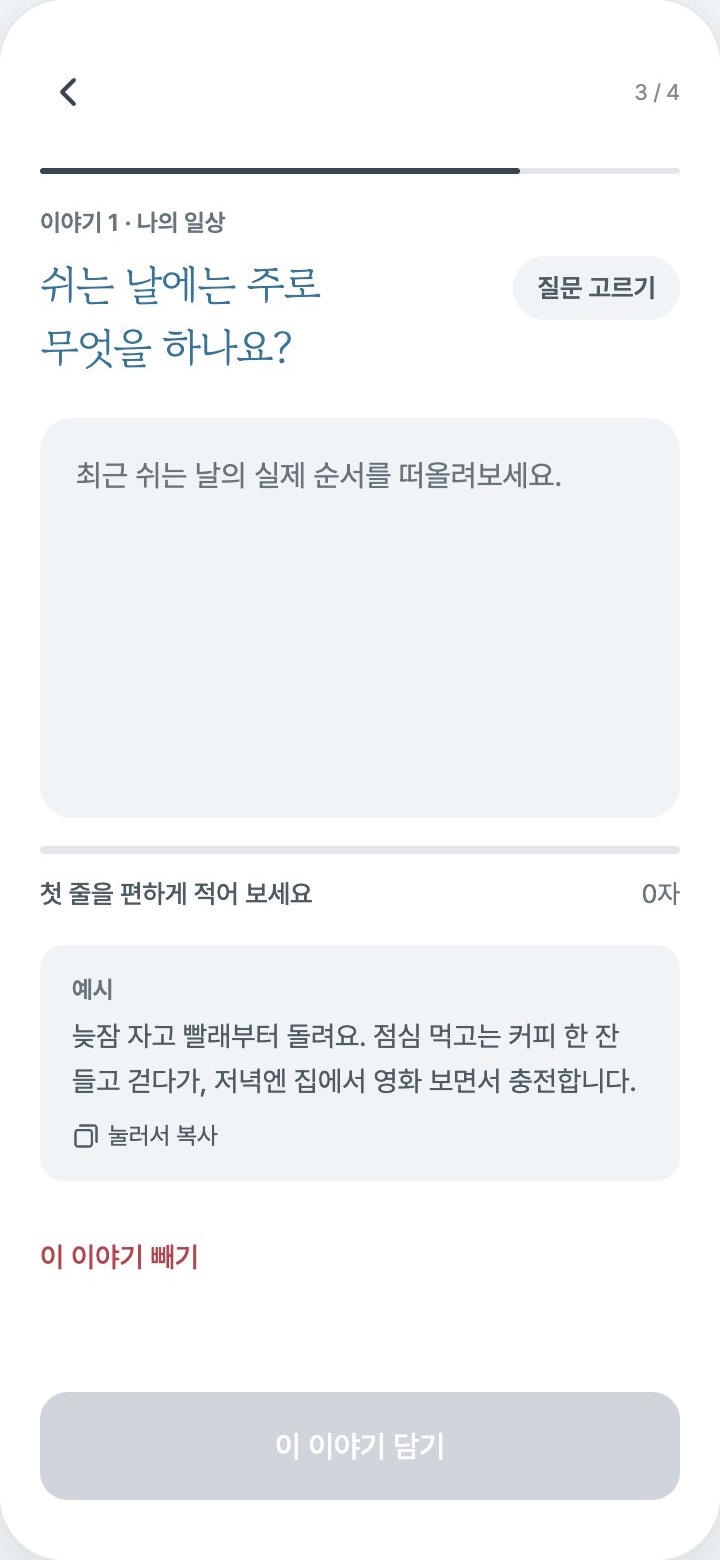 3 / 4
이야기 1 · 나의 일상
쉬는 날에는 주로
무엇을 하나요?
질문 고르기
최근 쉬는 날의 실제 순서를 떠올려보세요.
첫 줄을 편하게 적어 보세요
0자
예시
늦잠 자고 빨래부터 돌려요. 점심 먹고는 커피 한 잔
들고 걷다가, 저녁엔 집에서 영화 보면서 충전합니다.
눌러서 복사
이 이야기 빼기
이 이야기 담기